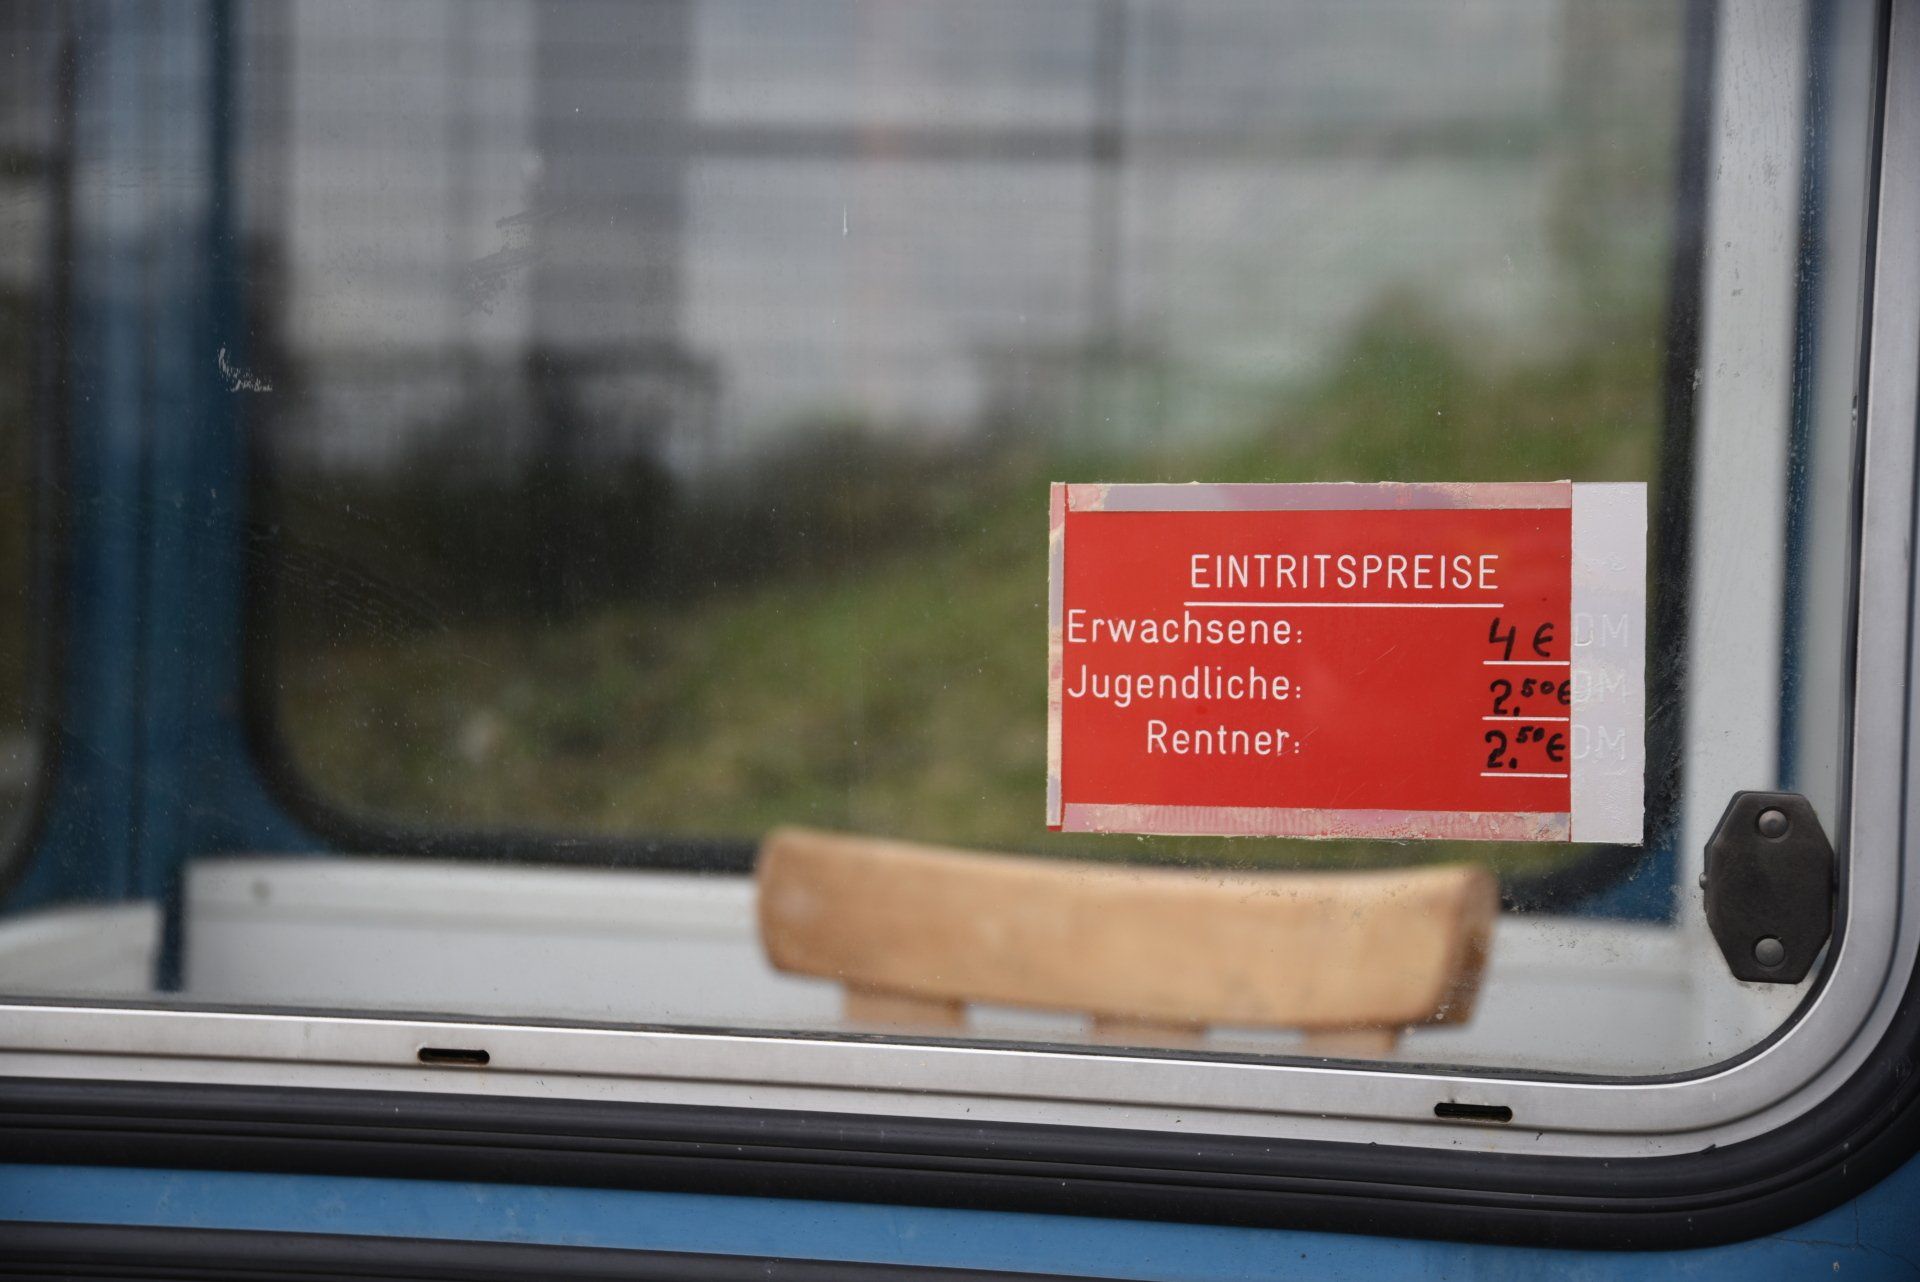 EINTRITSPREISE
Erwachsene: 4 € DM
Jugendliche: 2.50 € DM
Rentner: 2.50 € DM